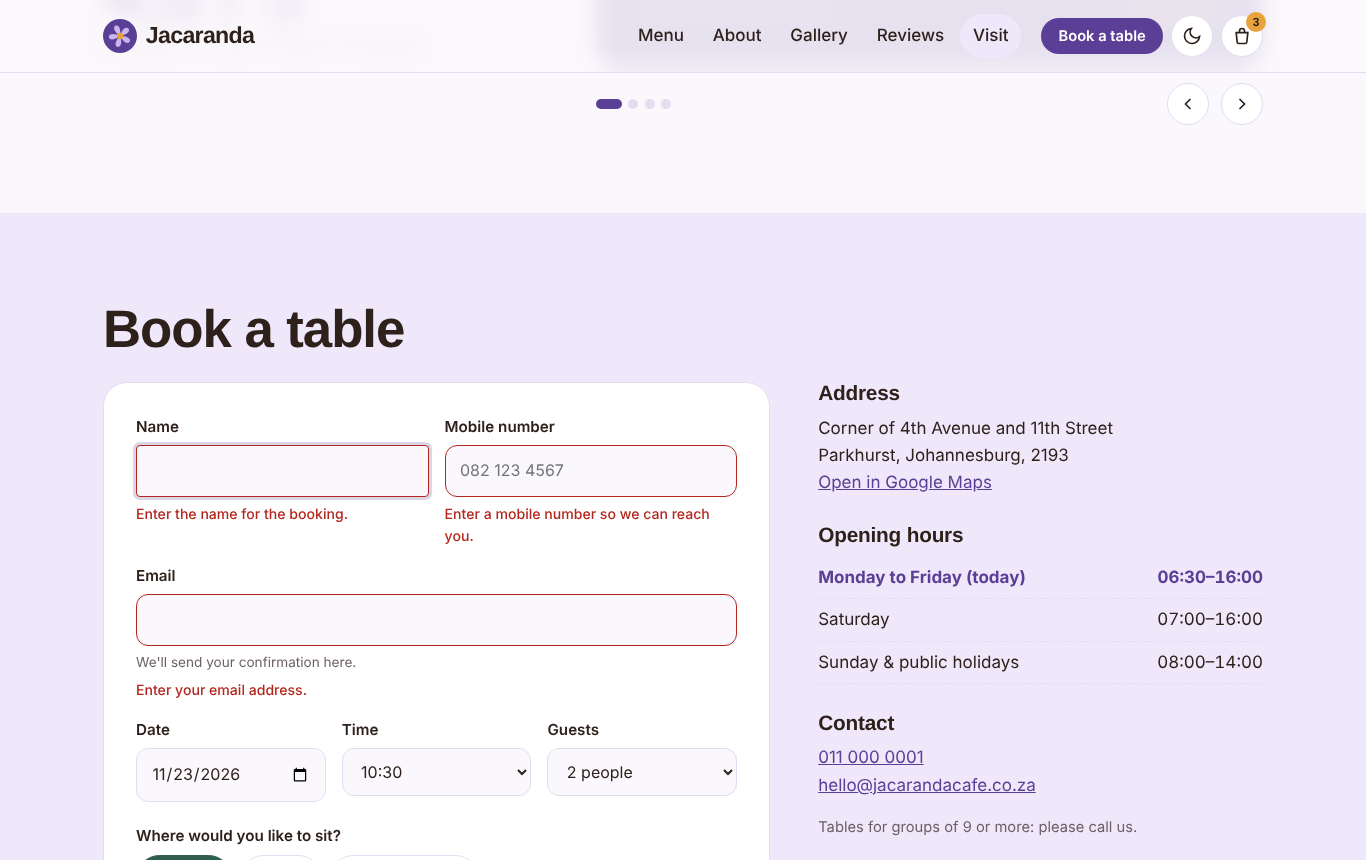 Jacaranda
Menu
About
Gallery
Reviews
Visit
Book a table
3
Book a table
Name
Mobile number
082 123 4567
Enter the name for the booking.
Enter a mobile number so we can reach
you.
Email
We'll send your confirmation here.
Enter your email address.
Date
Time
Guests
11/23/2026
10:30
2 people
Where would you like to sit?
Address
Corner of 4th Avenue and 11th Street
Parkhurst, Johannesburg, 2193
Open in Google Maps
Opening hours
Monday to Friday (today) 06:30–16:00
Saturday 07:00–16:00
Sunday & public holidays 08:00–14:00
Contact
011 000 0001
hello@jacarandacafe.co.za
Tables for groups of 9 or more: please call us.